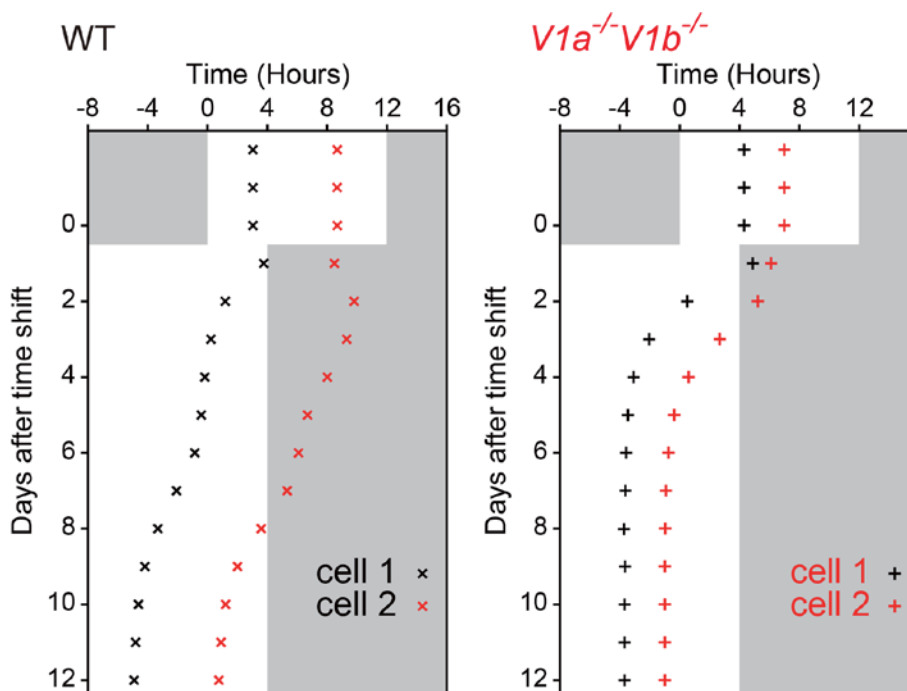 WT
Time (Hours)
-8 -4 0 4 8 12 16
Days after time shift
0
2
4
6
8
10
12
cell 1 ×
cell 2 ×
V1a-/-V1b-/-
Time (Hours)
-8 -4 0 4 8 12
Days after time shift
0
2
4
6
8
10
12
cell 1 +
cell 2 +